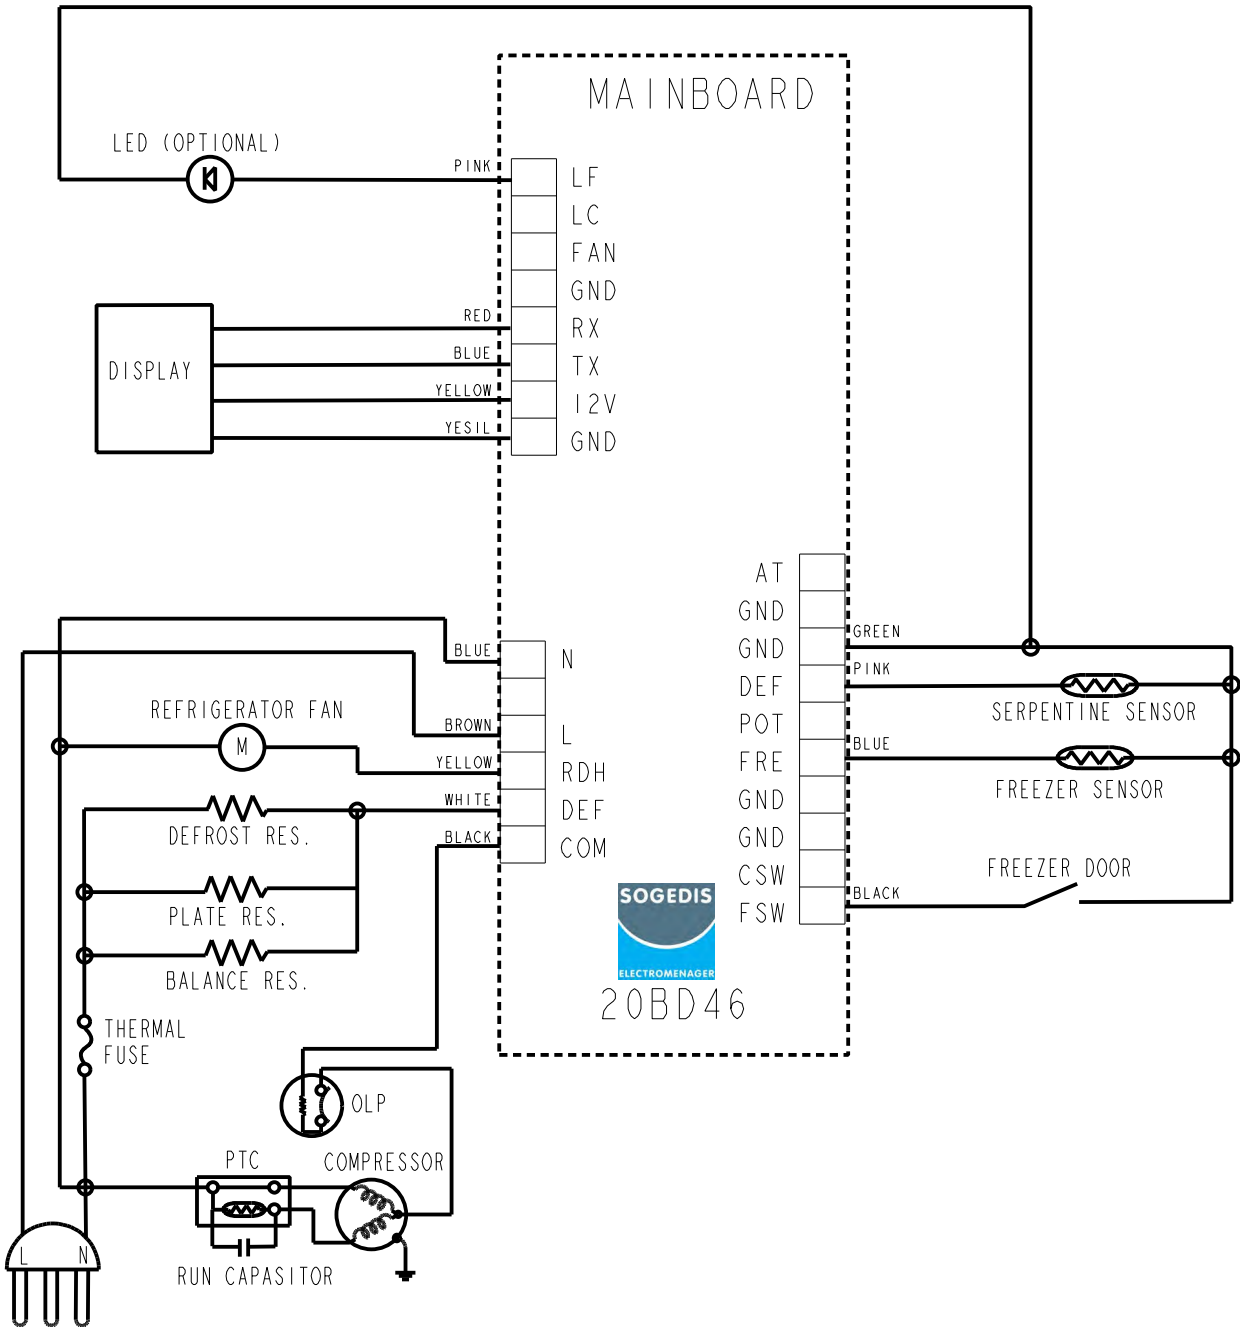 MAINBOARD
LED (OPTIONAL)
PINK
LF
LC
FAN
GND
RED
RX
BLUE
TX
DISPLAY
YELLOW
12V
YESIL
GND
AT
GND
GREEN
GND
PINK
DEF
SERPENTINE SENSOR
POT
BLUE
FRE
FREEZER SENSOR
GND
GND
CSW
FREEZER DOOR
BLACK
FSW
BLUE
N
REFRIGERATOR FAN
BROWN
L
M
YELLOW
RDH
WHITE
DEF
DEFROST RES.
BLACK
COM
PLATE RES.
BALANCE RES.
SOGEDIS
ELECTROMENAGER
20BD46
THERMAL
FUSE
OLP
PTC
COMPRESSOR
L
N
RUN CAPASITOR